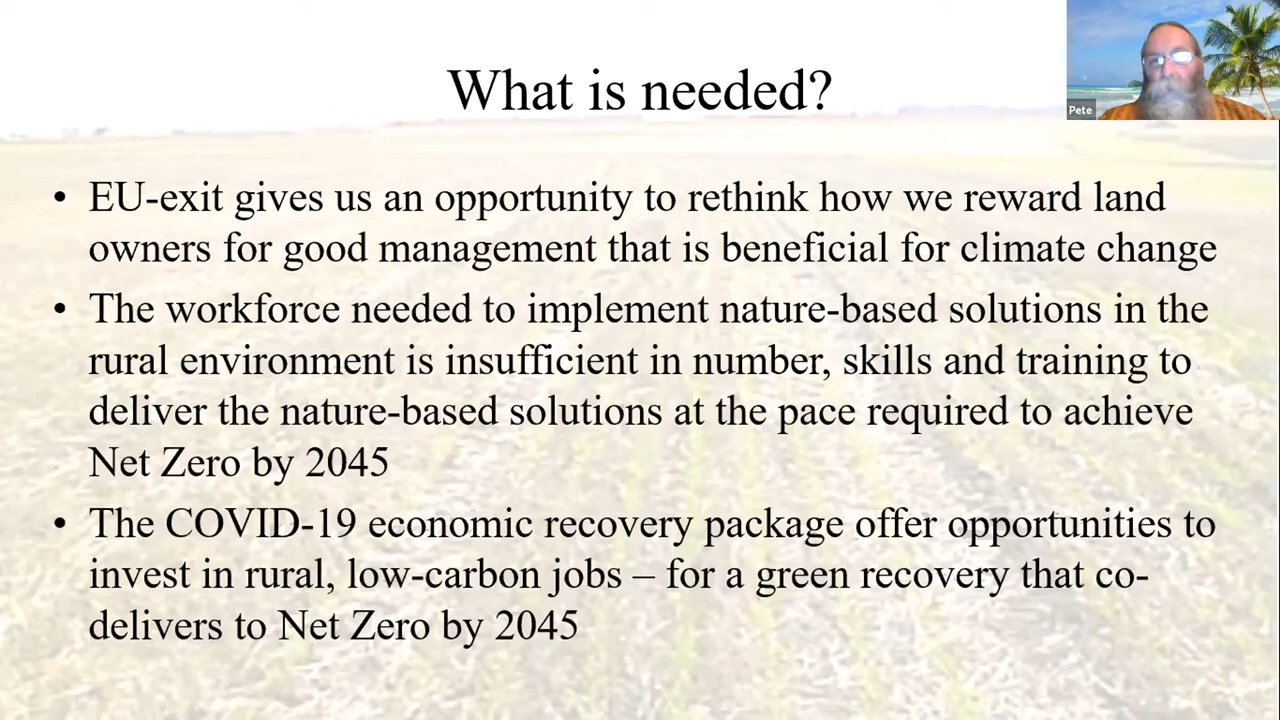 What is needed?
Pete
• EU-exit gives us an opportunity to rethink how we reward land
owners for good management that is beneficial for climate change
• The workforce needed to implement nature-based solutions in the
rural environment is insufficient in number, skills and training to
deliver the nature-based solutions at the pace required to achieve
Net Zero by 2045
• The COVID-19 economic recovery package offer opportunities to
invest in rural, low-carbon jobs – for a green recovery that co-
delivers to Net Zero by 2045